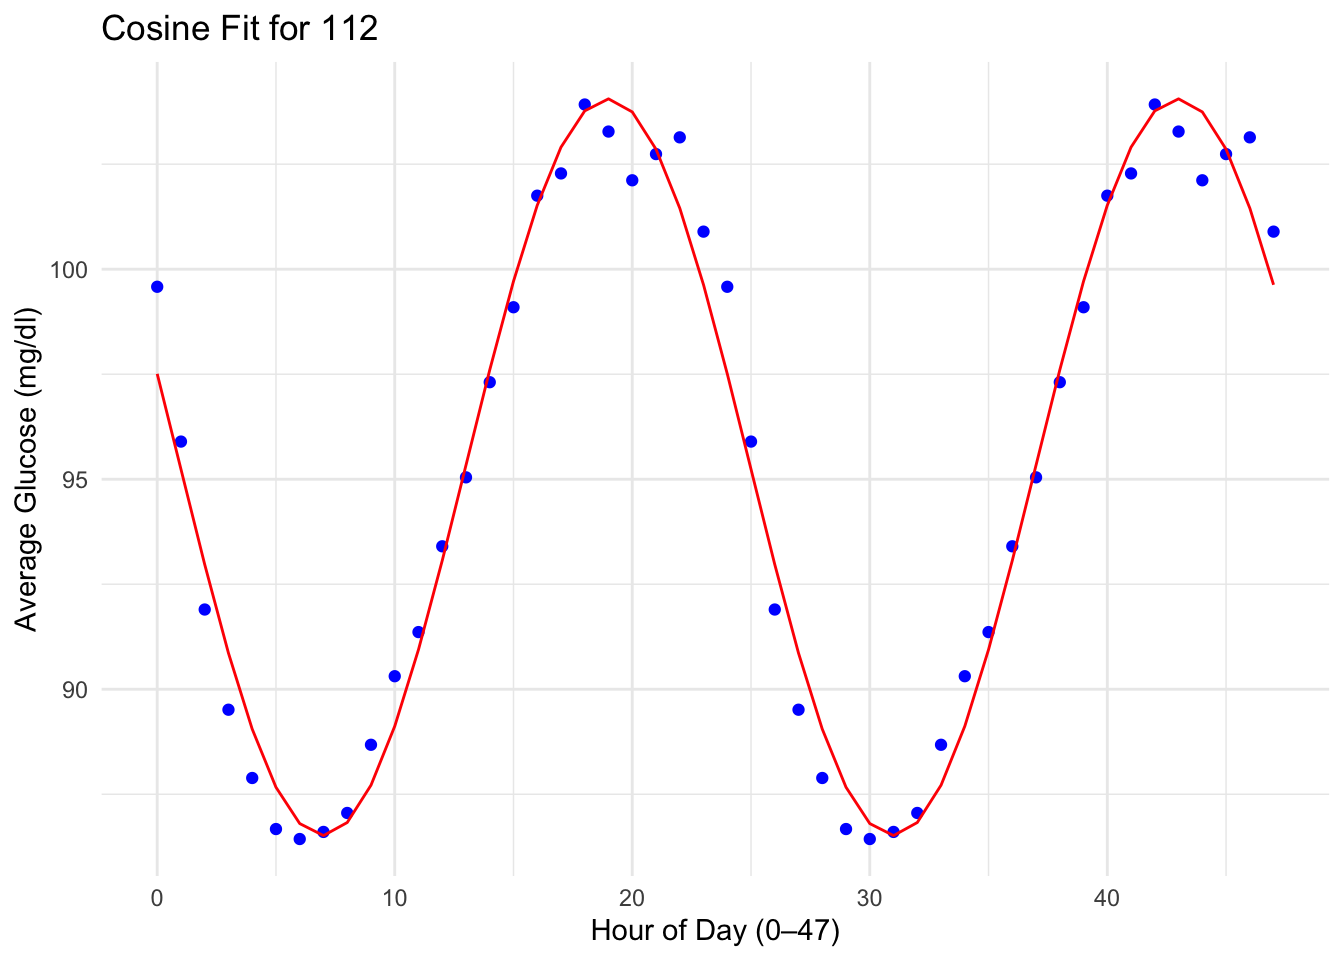 Cosine Fit for 112
Average Glucose (mg/dl)
100
95
90
0 10 20 30 40
Hour of Day (0–47)